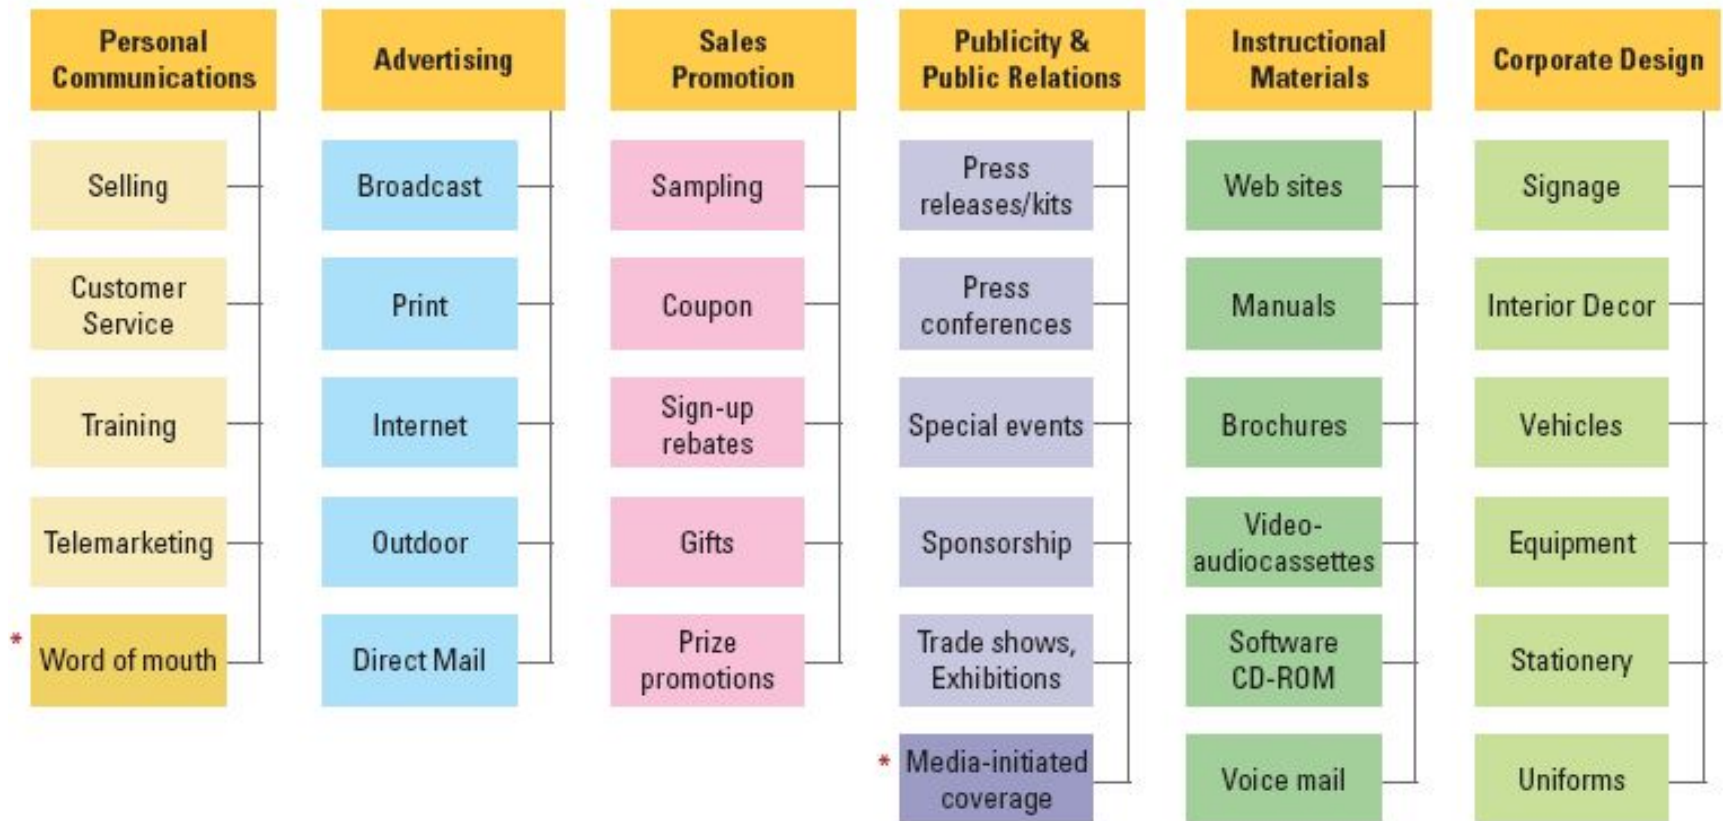 Personal
Communications
Selling
Customer
Service
Training
Telemarketing
*
Word of mouth
Advertising
Broadcast
Print
Internet
Outdoor
Direct Mail
Sales
Promotion
Sampling
Coupon
Sign-up
rebates
Gifts
Prize
promotions
Publicity &
Public Relations
Press
releases/kits
Press
conferences
Special events
Sponsorship
Trade shows,
Exhibitions
*
Media-initiated
coverage
Instructional
Materials
Web sites
Manuals
Brochures
Video-
audiocassettes
Software
CD-ROM
Voice mail
Corporate Design
Signage
Interior Decor
Vehicles
Equipment
Stationery
Uniforms